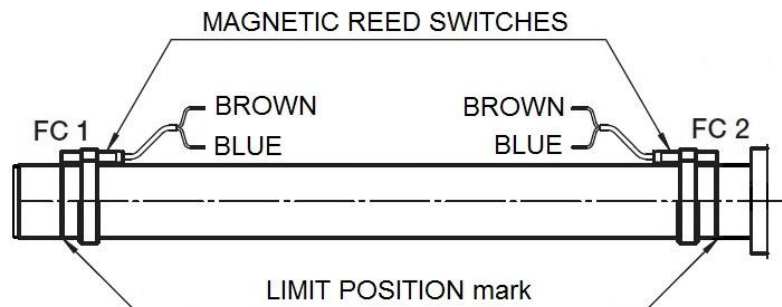 MAGNETIC REED SWITCHES
BROWN
BROWN
FC 1
FC 2
BLUE
BLUE
LIMIT POSITION mark